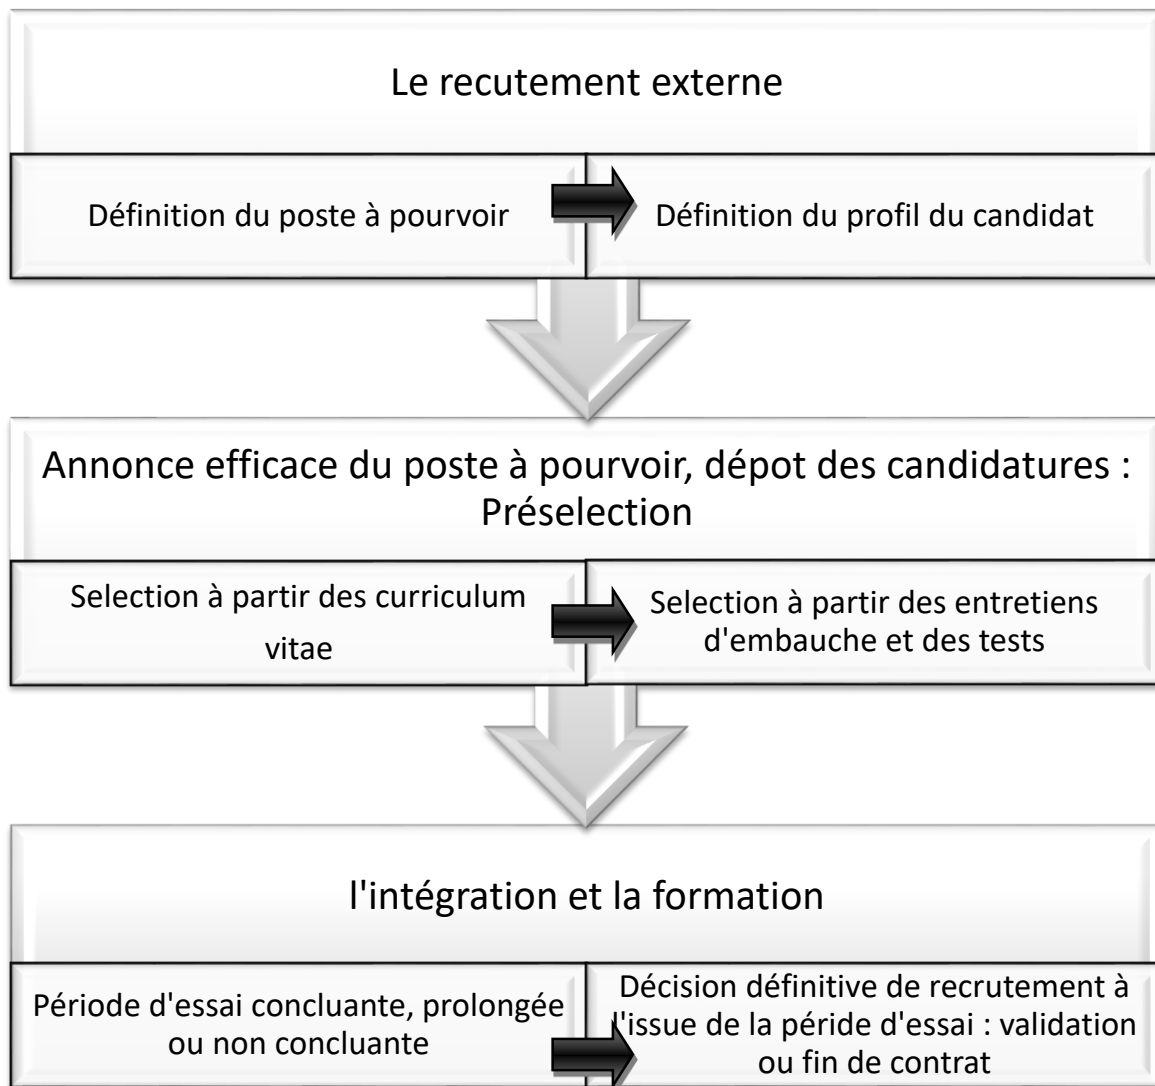 Le recutement externe
Définition du poste à pourvoir
Définition du profil du candidat
Annonce efficace du poste à pourvoir, dépot des candidatures :
Préselection
Selection à partir des curriculum
vitae
Selection à partir des entretiens
d'embauche et des tests
l'intégration et la formation
Période d'essai concluante, prolongée
ou non concluante
Décision définitive de recrutement à
l'issue de la péride d'essai : validation
ou fin de contrat